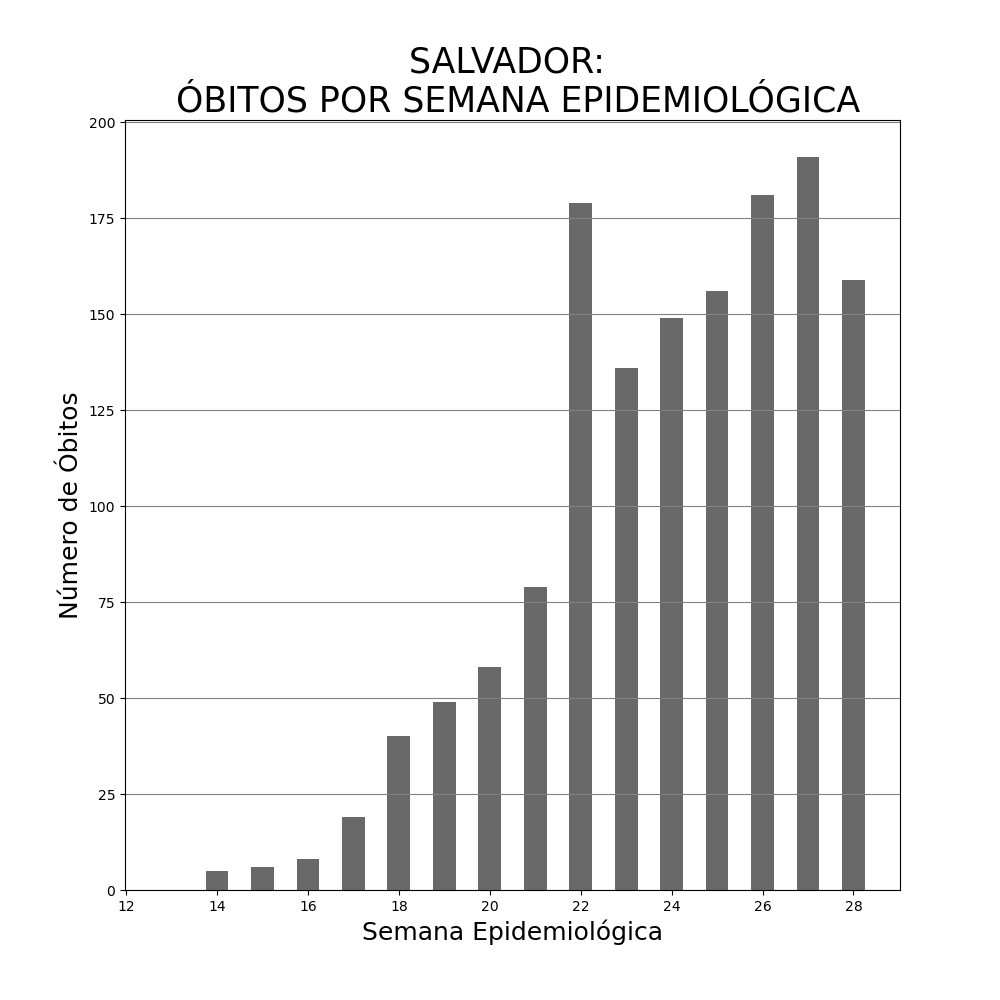 SALVADOR:
ÓBITOS POR SEMANA EPIDEMIOLÓGICA
200
175
150
125
100
75
50
25
0
Número de Óbitos
12 14 16 18 20 22 24 26 28
Semana Epidemiológica